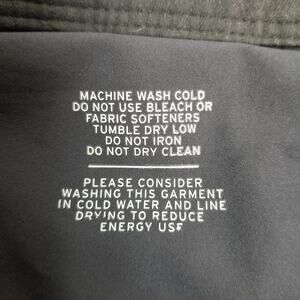 MACHINE WASH COLD
DO NOT USE BLEACH OR
FABRIC SOFTENERS
TUMBLE DRY LOW
DO NOT IRON
DO NOT DRY CLEAN
PLEASE CONSIDER
WASHING THIS GARMENT
IN COLD WATER AND LINE
DRYING TO REDUCE
ENERGY USE